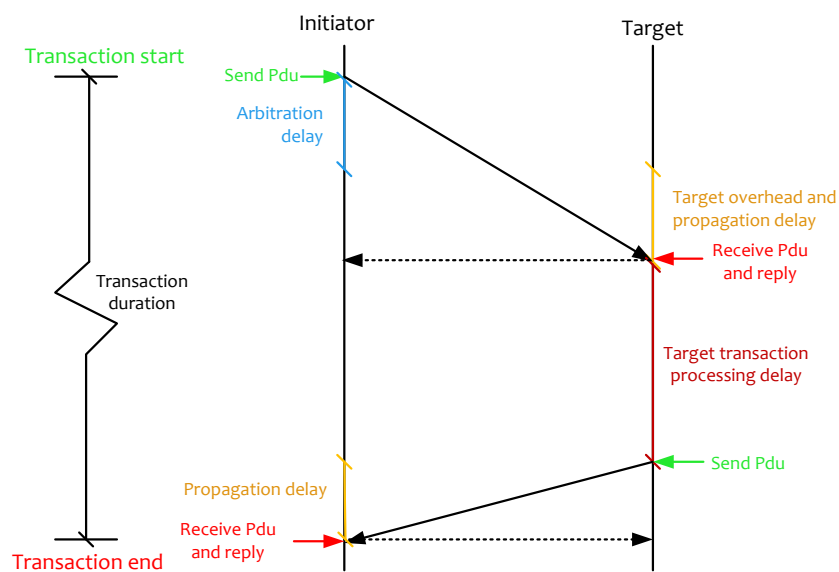 Initiator
Target
Transaction start
Send Pdu
Arbitration
delay
Target overhead and
propagation delay
Receive Pdu
and reply
Transaction
duration
Target transaction
processing delay
Send Pdu
Propagation delay
Receive Pdu
and reply
Transaction end